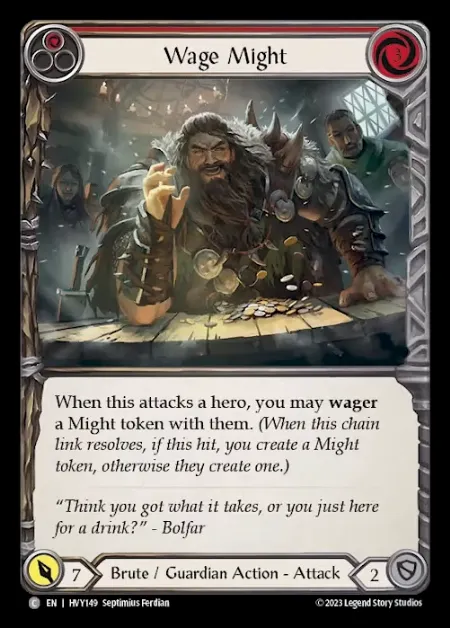 Wage Might
3
When this attacks a hero, you may wager
a Might token with them. (When this chain
link resolves, if this hit, you create a Might
token, otherwise they create one.)
“Think you got what it takes, or you just here
for a drink?” - Bolfar
7 Brute / Guardian Action - Attack 2
C EN | HVY149 Septimius Ferdian © 2023 Legend Story Studios